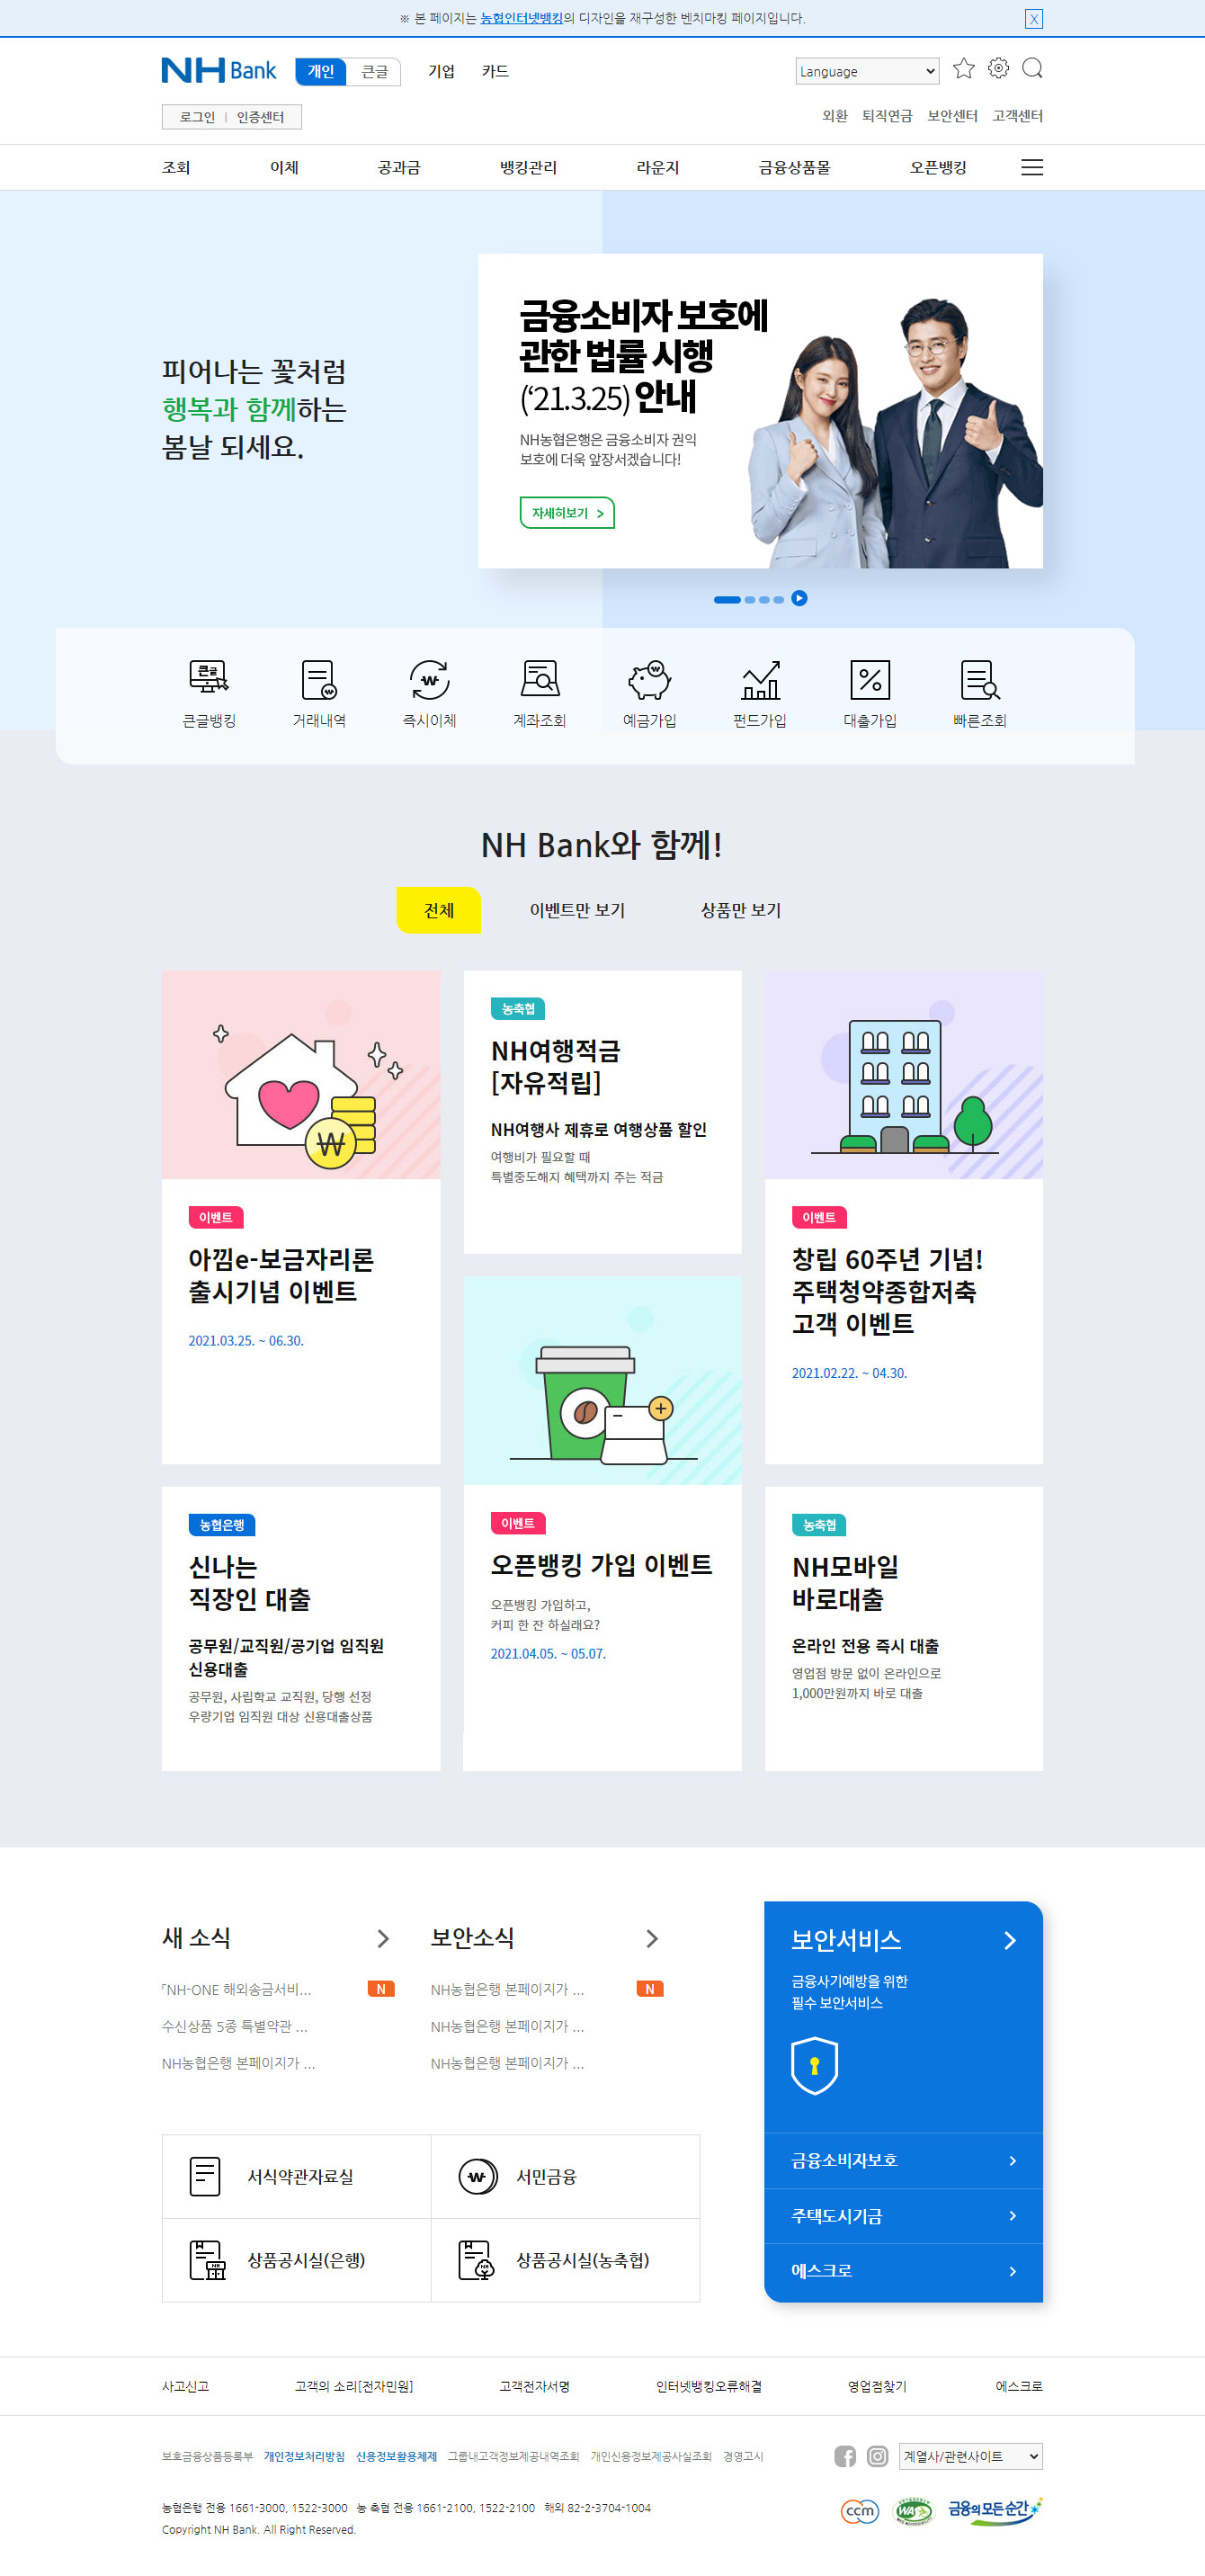 ※ 본 페이지는 농협인터넷뱅킹의 디자인을 재구성한 벤치마킹 페이지입니다.
X
NH Bank
개인 큰글 기업 카드
Language
로그인 | 인증센터
외환 퇴직연금 보안센터 고객센터
조회 이체 공과금 뱅킹관리 라운지 금융상품몰 오픈뱅킹
피어나는 꽃처럼
행복과 함께하는
봄날 되세요.
금융소비자 보호에
관한 법률 시행
(‘21.3.25) 안내
NH농협은행은 금융소비자 권익
보호에 더욱 앞장서겠습니다!
자세히보기 >
큰글
큰글뱅킹 거래내역 즉시이체 계좌조회 예금가입 펀드가입 대출가입 빠른조회
NH Bank와 함께!
전체 이벤트만 보기 상품만 보기
이벤트
아낌e-보금자리론
출시기념 이벤트
2021.03.25. ~ 06.30.
농축협
NH여행적금
[자유적립]
NH여행사 제휴로 여행상품 할인
여행비가 필요할 때
특별중도해지 혜택까지 주는 적금
이벤트
창립 60주년 기념!
주택청약종합저축
고객 이벤트
2021.02.22. ~ 04.30.
농협은행
신나는
직장인 대출
공무원/교직원/공기업 임직원
신용대출
공무원, 사립학교 교직원, 당행 선정
우량기업 임직원 대상 신용대출상품
이벤트
오픈뱅킹 가입 이벤트
오픈뱅킹 가입하고,
커피 한 잔 하실래요?
2021.04.05. ~ 05.07.
농축협
NH모바일
바로대출
온라인 전용 즉시 대출
영업점 방문 없이 온라인으로
1,000만원까지 바로 대출
새 소식
「NH-ONE 해외송금서비... N
수신상품 5종 특별약관 ...
NH농협은행 본페이지가 ...
보안소식
NH농협은행 본페이지가 ... N
NH농협은행 본페이지가 ...
NH농협은행 본페이지가 ...
보안서비스
금융사기예방을 위한
필수 보안서비스
금융소비자보호
주택도시기금
에스크로
서식약관자료실 서민금융
상품공시실(은행) 상품공시실(농축협)
사고신고 고객의 소리[전자민원] 고객전자서명 인터넷뱅킹오류해결 영업점찾기 에스크로
보호금융상품등록부 개인정보처리방침 신용정보활용체제 그룹내고객정보제공내역조회 개인신용정보제공사실조회 경영고시
계열사/관련사이트
농협은행 전용 1661-3000, 1522-3000 농 축협 전용 1661-2100, 1522-2100 해외 82-2-3704-1004
Copyright NH Bank. All Right Reserved.
ccm WA 금융의 모든 순간